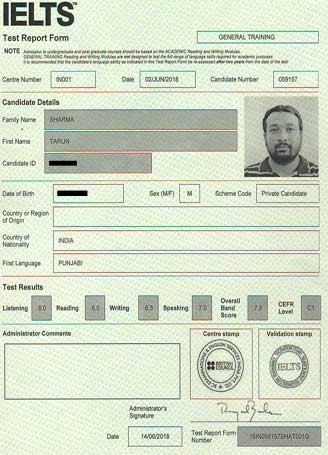 IELTS™
Test Report Form GENERAL TRAINING
NOTE Admission to undergraduate and post graduate courses should be based on the ACADEMIC Reading and Writing Modules.
GENERAL TRAINING Reading and Writing Modules are not designed to test the full range of language skills required for academic purposes.
It is recommended that the candidate's language ability as indicated in this Test Report Form be re-assessed after two years from the date of the test.
Centre Number IN001 Date 02/JUN/2018 Candidate Number 059157
Candidate Details
Family Name SHARMA
First Name TARUN
Candidate ID
Date of Birth Sex (M/F) M Scheme Code Private Candidate
Country or Region
of Origin
Country of
Nationality INDIA
First Language PUNJABI
Test Results
Listening 8.0 Reading Writing 6.5 Speaking 7.0 Overall Band Score 7.5 CEFR Level C1
Administrator Comments Centre stamp Validation stamp
BRITISH COUNCIL
IELTS
Administrator's
Signature
Date 14/06/2018 Test Report Form
Number 18IN059157SHAT001G